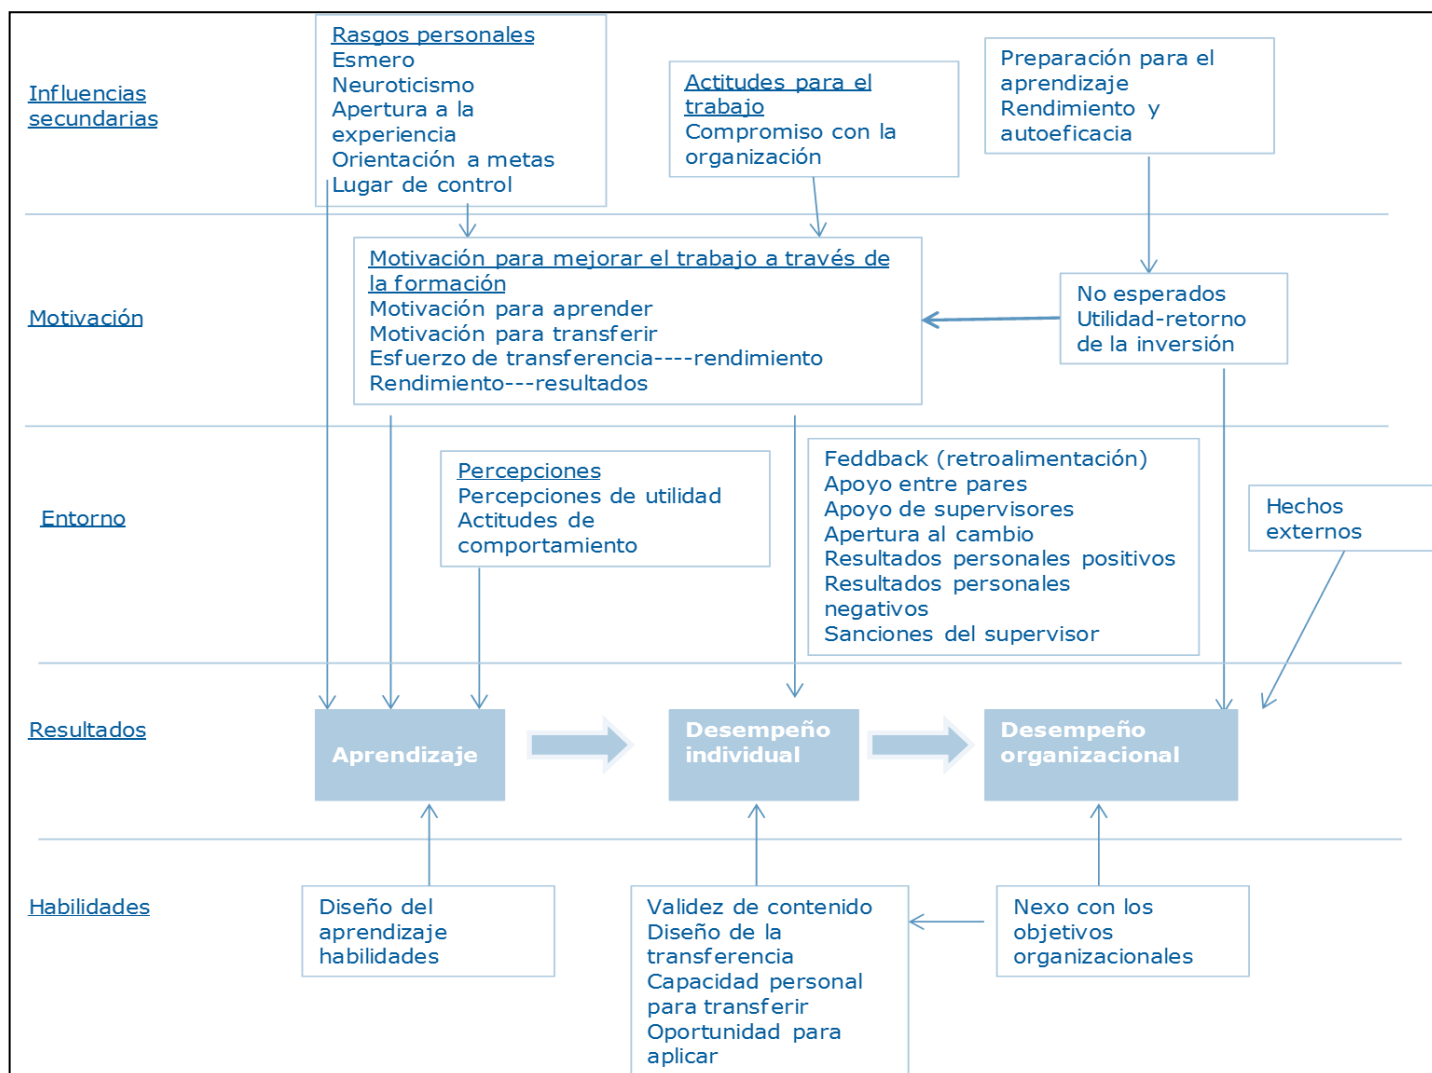 Influencias
secundarias
Rasgos personales
Esmero
Neuroticismo
Apertura a la
experiencia
Orientación a metas
Lugar de control
Actitudes para el
trabajo
Compromiso con la
organización
Preparación para el
aprendizaje
Rendimiento y
autoeficacia
Motivación
Motivación para mejorar el trabajo a través de
la formación
Motivación para aprender
Motivación para transferir
Esfuerzo de transferencia----rendimiento
Rendimiento---resultados
No esperados
Utilidad-retorno
de la inversión
Entorno
Percepciones
Percepciones de utilidad
Actitudes de
comportamiento
Feddback (retroalimentación)
Apoyo entre pares
Apoyo de supervisores
Apertura al cambio
Resultados personales positivos
Resultados personales
negativos
Sanciones del supervisor
Hechos
externos
Resultados
Aprendizaje
Desempeño
individual
Desempeño
organizacional
Habilidades
Diseño del
aprendizaje
habilidades
Validez de contenido
Diseño de la
transferencia
Capacidad personal
para transferir
Oportunidad para
aplicar
Nexo con los
objetivos
organizacionales